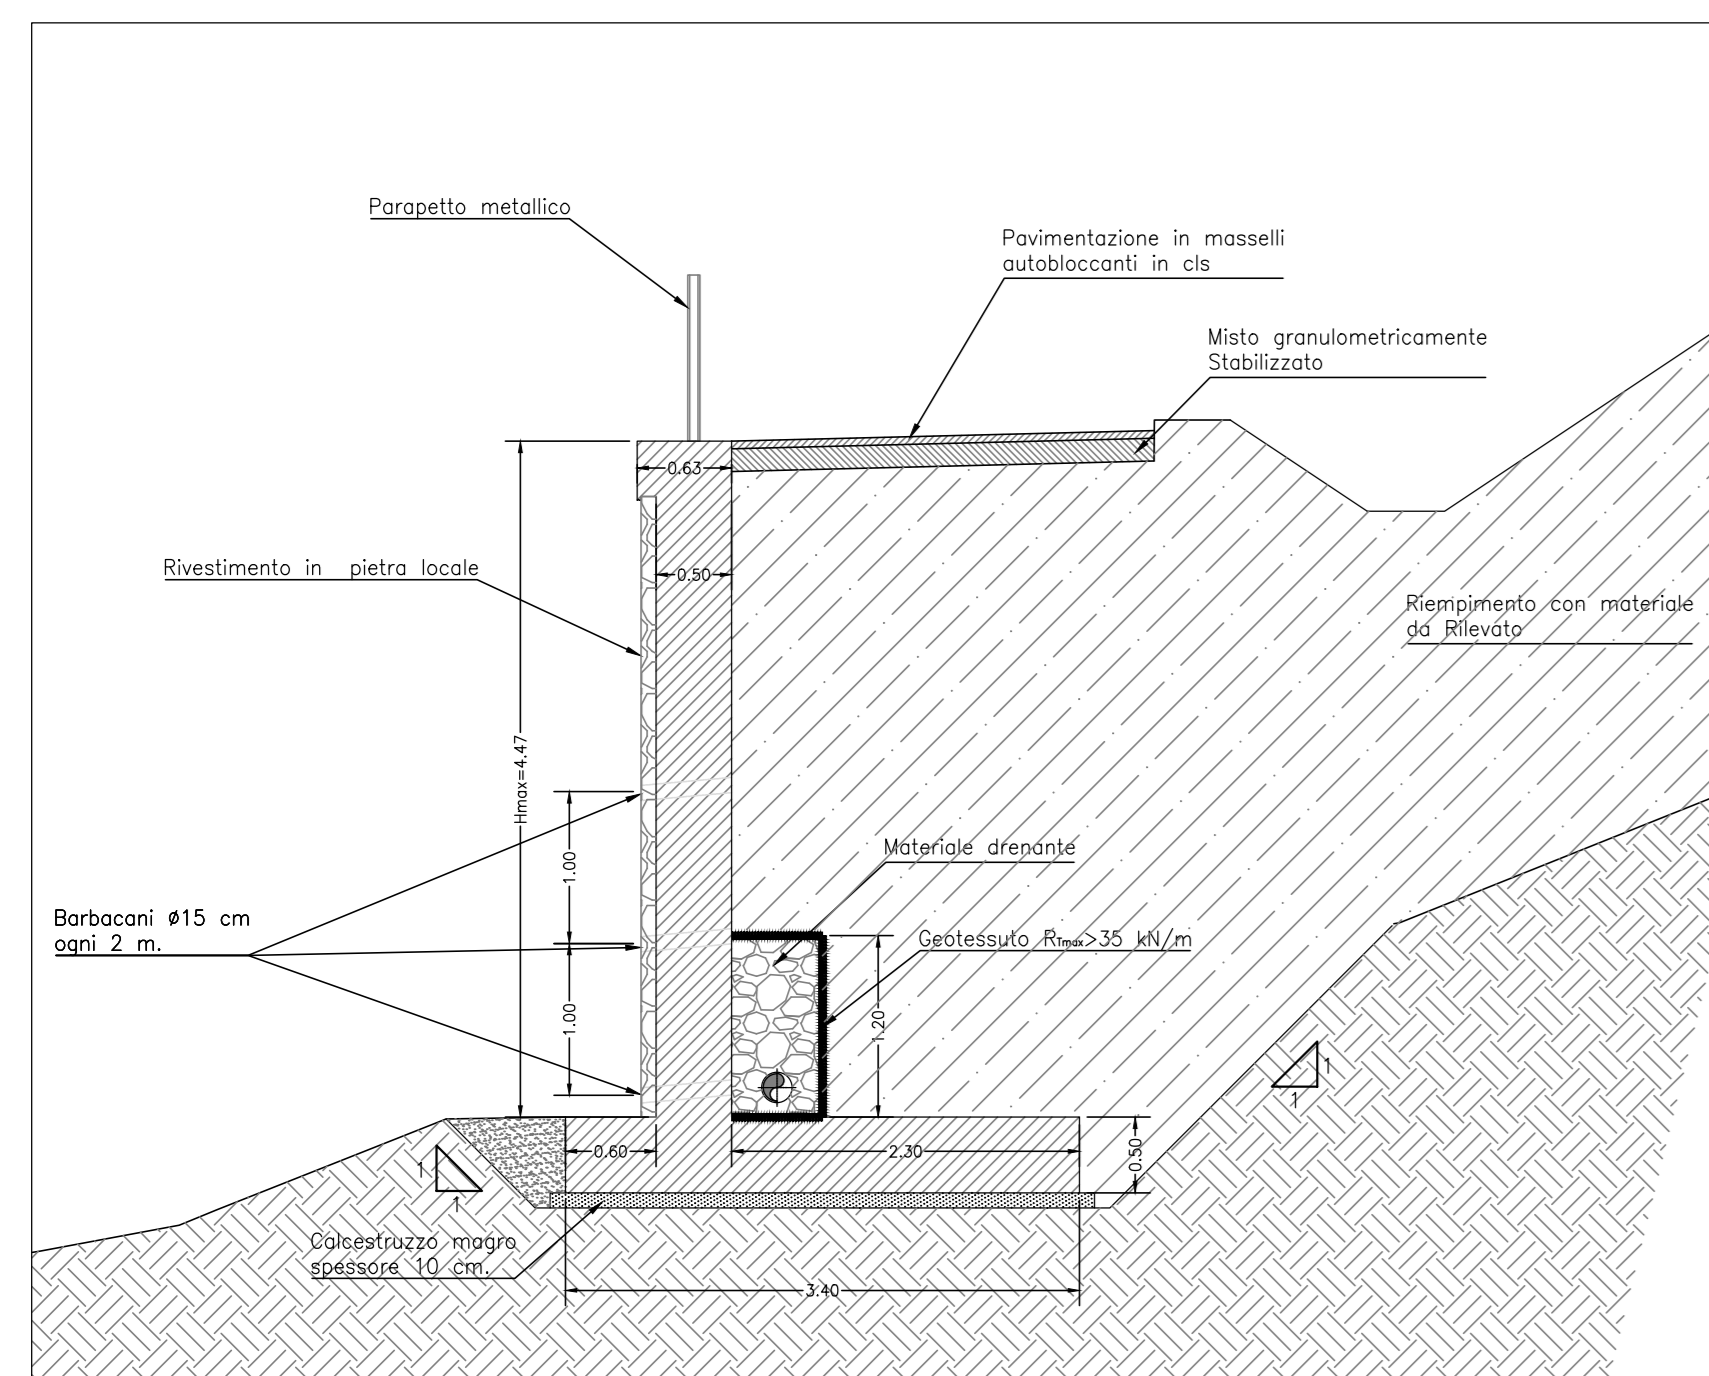 Parapetto metallico
Pavimentazione in masselli
autobloccanti in cls
Misto granulometricamente
Stabilizzato
0.63
Rivestimento in pietra locale
0.50
Riempimento con materiale
da Rilevato
Hmax=4.47
1.00
Materiale drenante
Barbacani ø15 cm
ogni 2 m.
Geotessuto RTmax>35 kN/m
1.00
1.20
1
1
0.60
2.30
0.50
1
1
Calcestruzzo magro
spessore 10 cm.
3.40